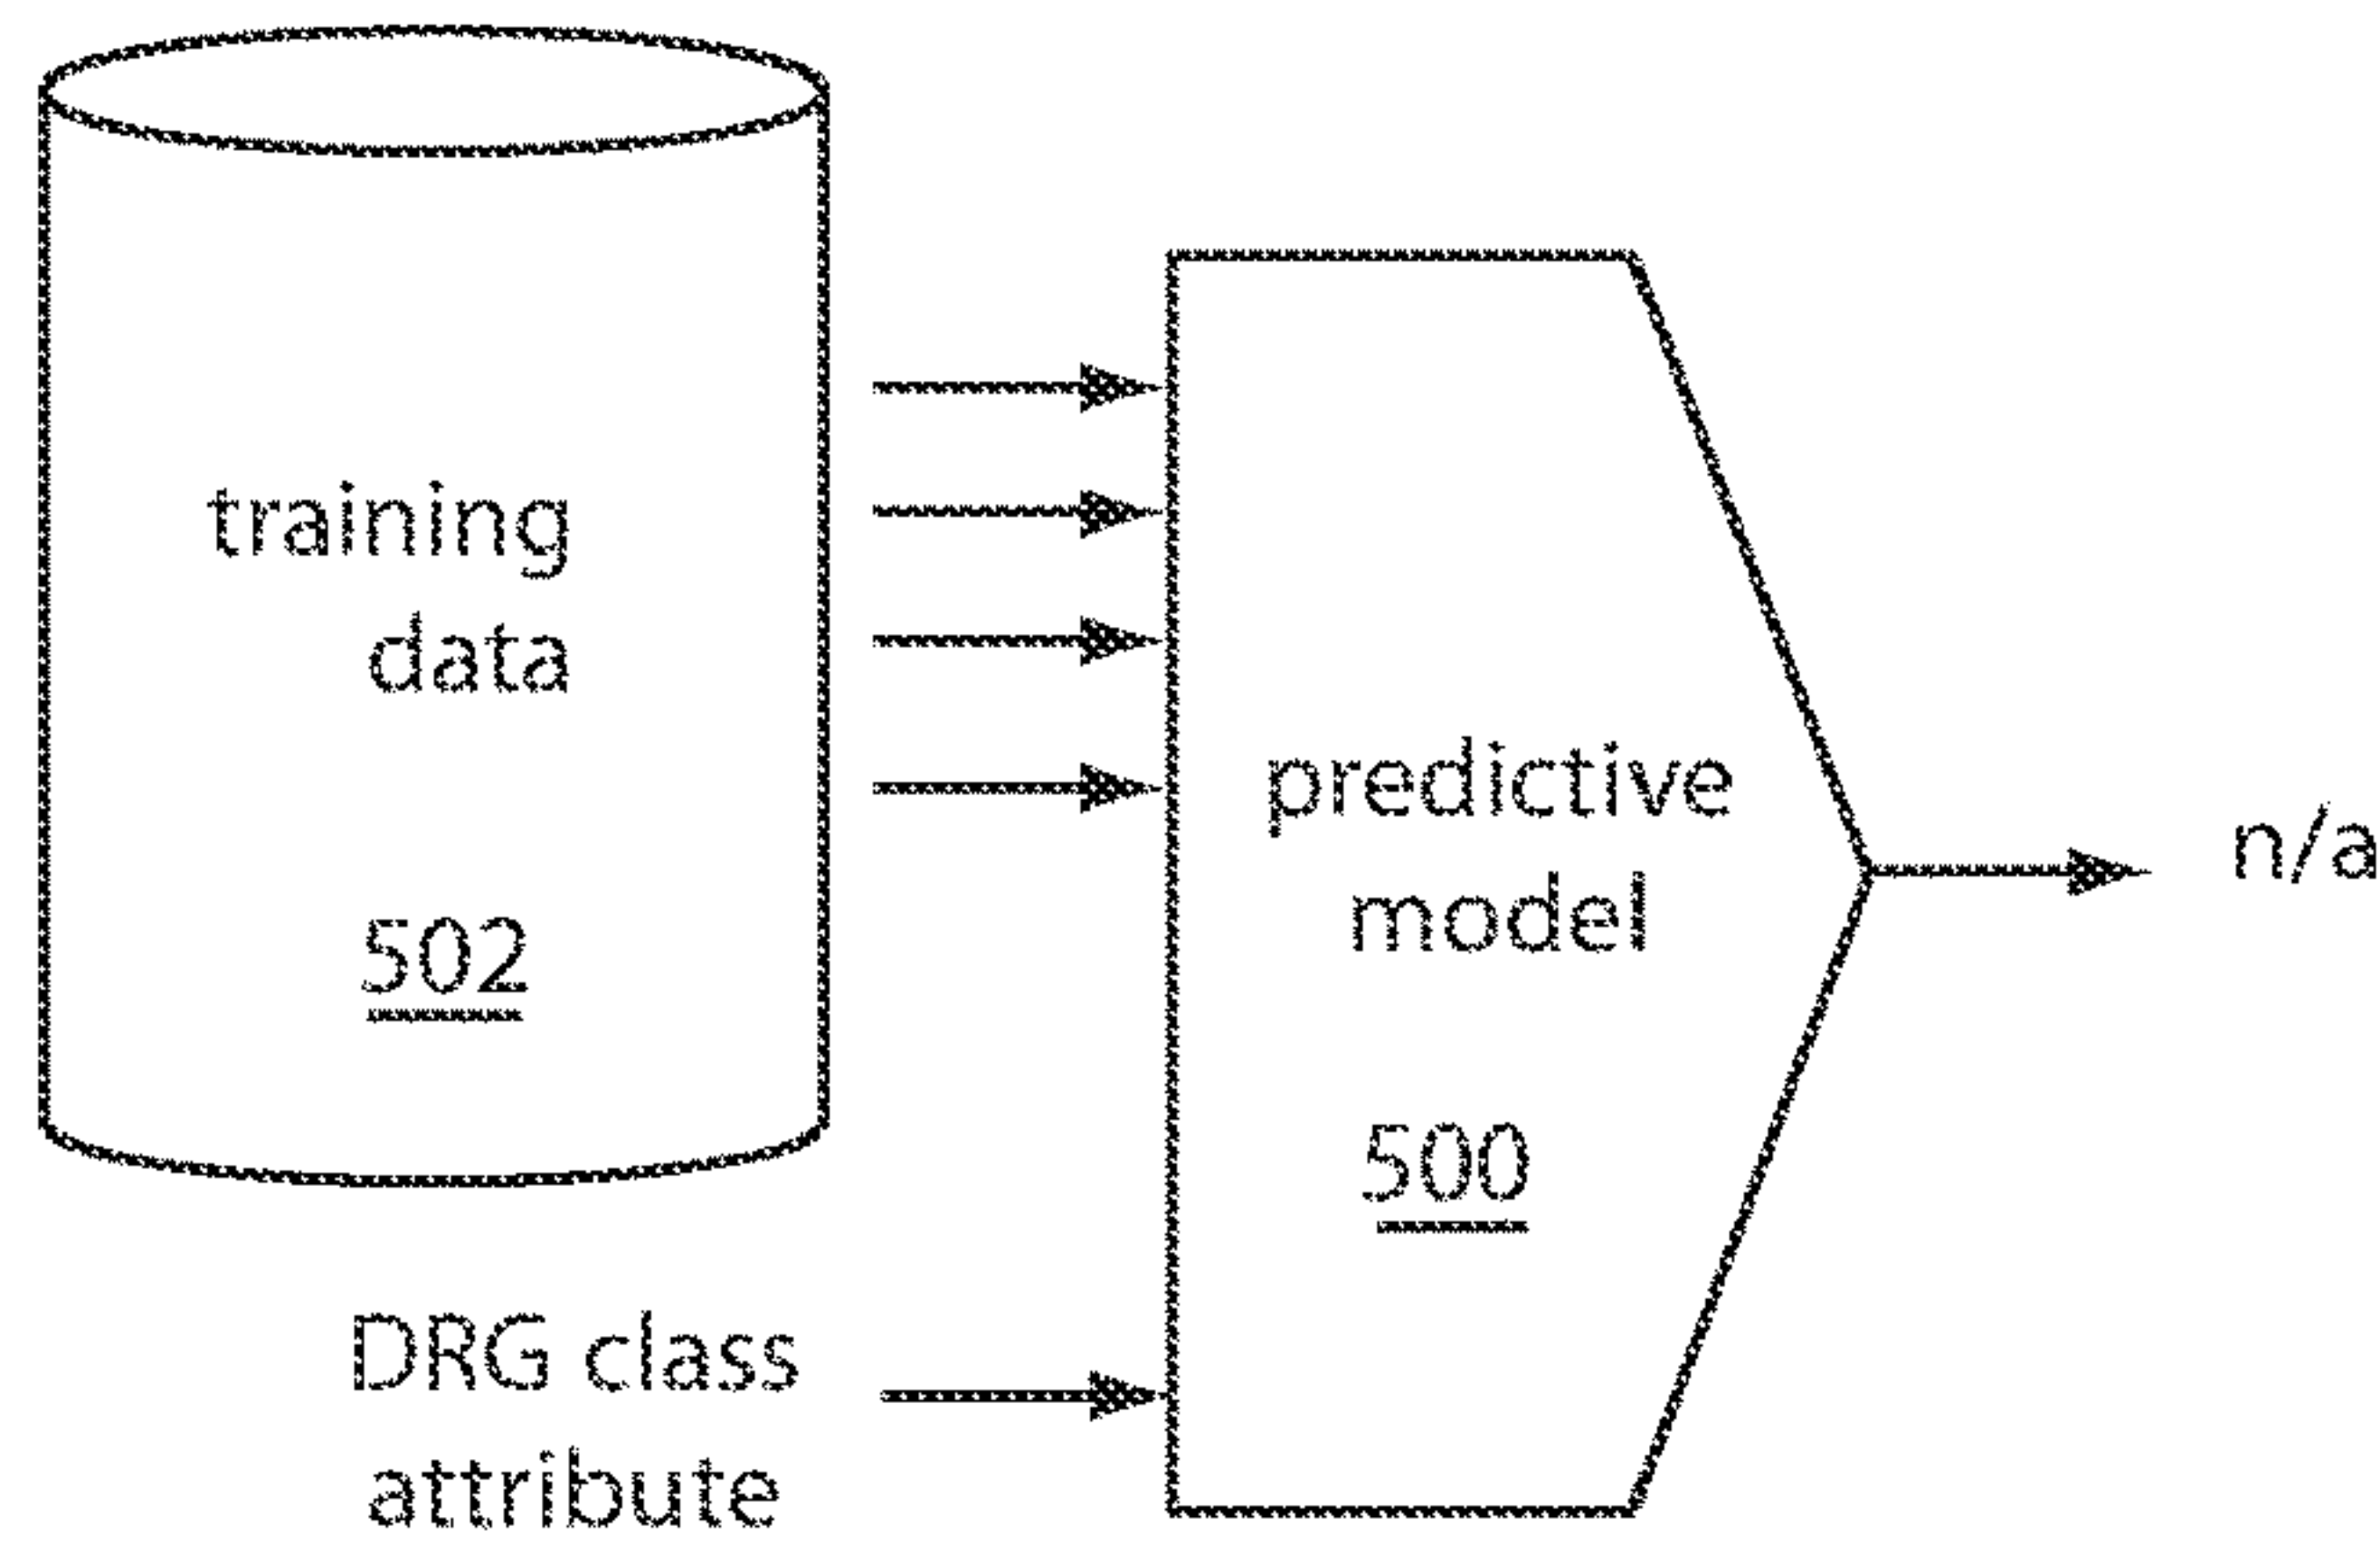 training
data
502
predictive
model
500
n/a
DRG class
attribute